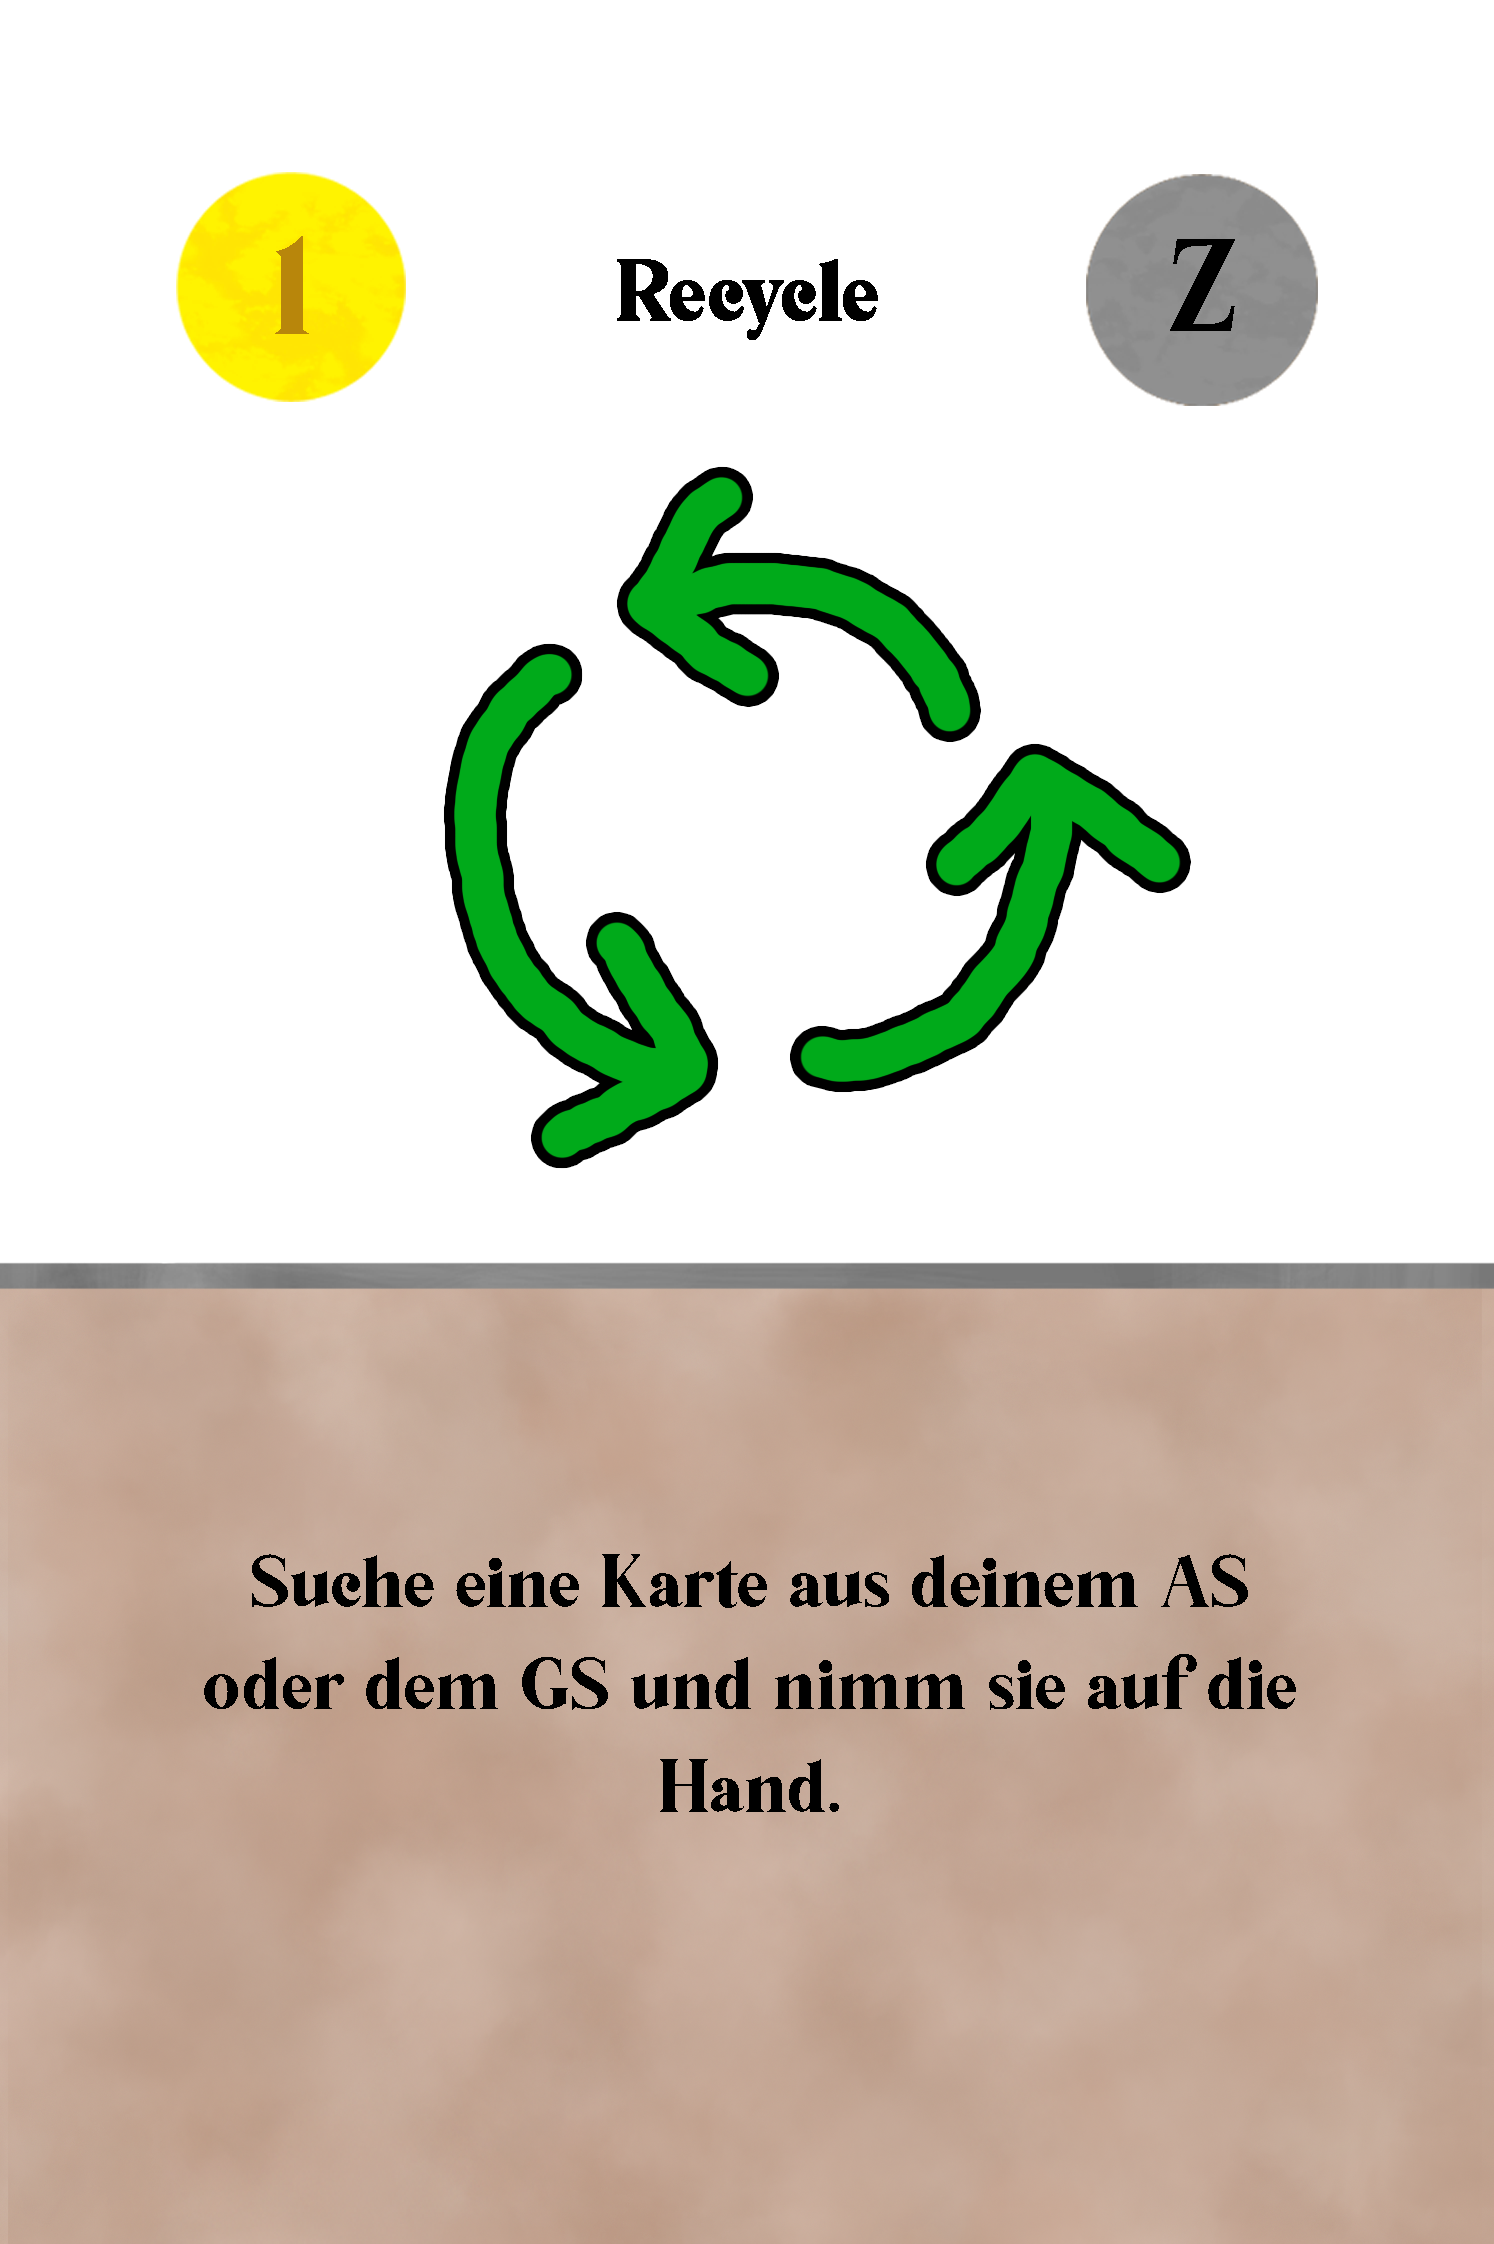 1
Recycle
Z
Suche eine Karte aus deinem AS
oder dem GS und nimm sie auf die
Hand.